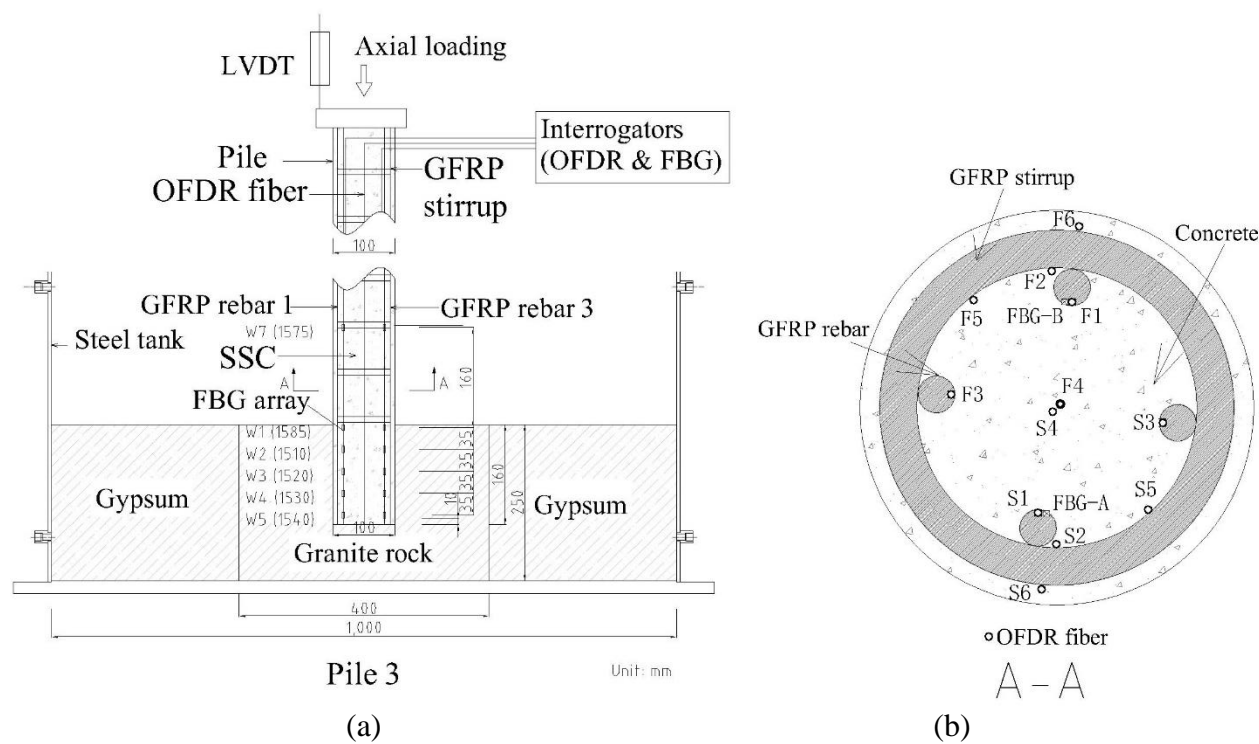 LVDT
Axial loading
Interrogators
(OFDR & FBG)
Pile
OFDR fiber
GFRP
stirrup
100
GFRP rebar 1
GFRP rebar 3
W7 (1575)
Steel tank
SSC
A
A
160
FBG array
W1 (1585)
W2 (1510)
W3 (1520)
W4 (1530)
W5 (1540)
35
35
35
35
10
160
250
Gypsum
Gypsum
100
Granite rock
400
1,000
Pile 3
Unit: mm
(a)
GFRP stirrup
Concrete
F6
F2
F5
FBG-B
F1
GFRP rebar
F3
F4
S4
S3
S1
FBG-A
S5
S2
S6
OFDR fiber
A - A
(b)